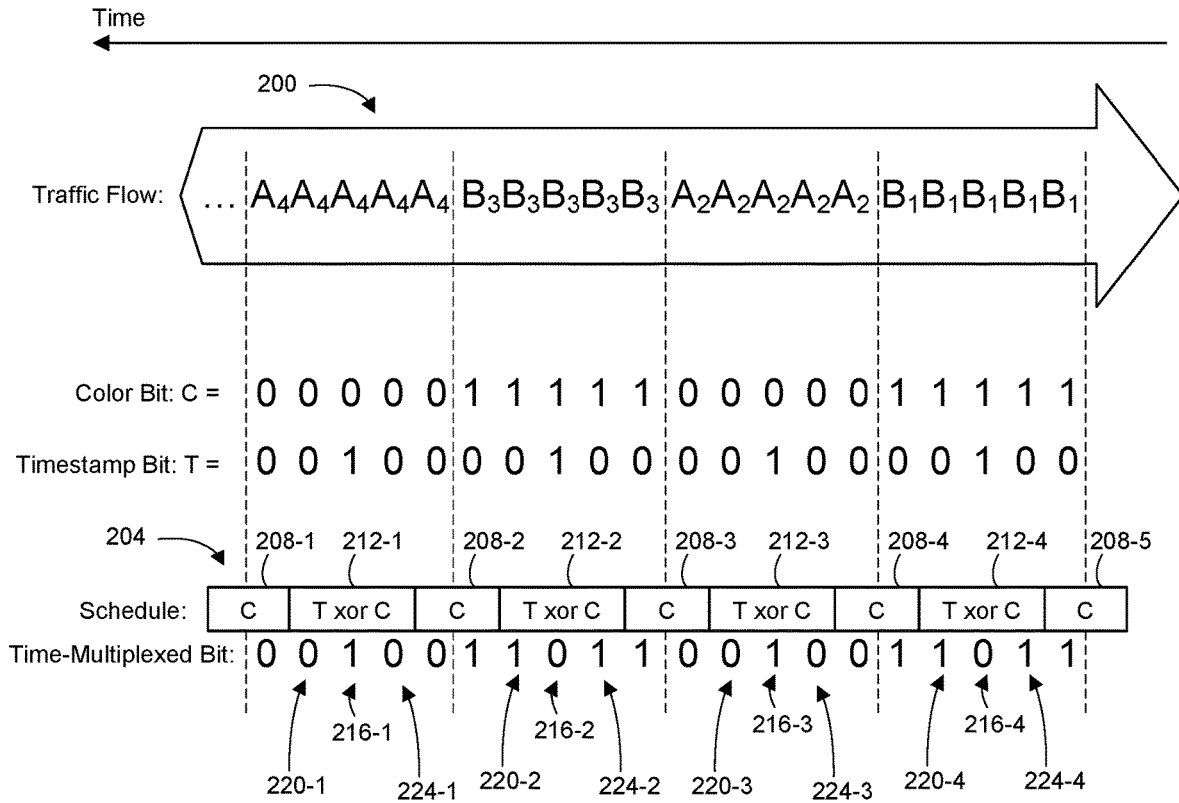 Time
200
Traffic Flow: ... A4A4A4A4A4 B3B3B3B3B3 A2A2A2A2A2 B1B1B1B1B1
Color Bit: C = 0 0 0 0 0 1 1 1 1 1 0 0 0 0 0 1 1 1 1 1
Timestamp Bit: T = 0 0 1 0 0 0 0 1 0 0 0 0 1 0 0 0 0 1 0 0
204 208-1 212-1 208-2 212-2 208-3 212-3 208-4 212-4 208-5
Schedule: C T xor C C T xor C C T xor C C T xor C C
Time-Multiplexed Bit: 0 0 1 0 0 1 1 0 1 1 0 0 1 0 0 1 1 0 1 1
216-1 216-2 216-3 216-4
220-1 224-1 220-2 224-2 220-3 224-3 220-4 224-4